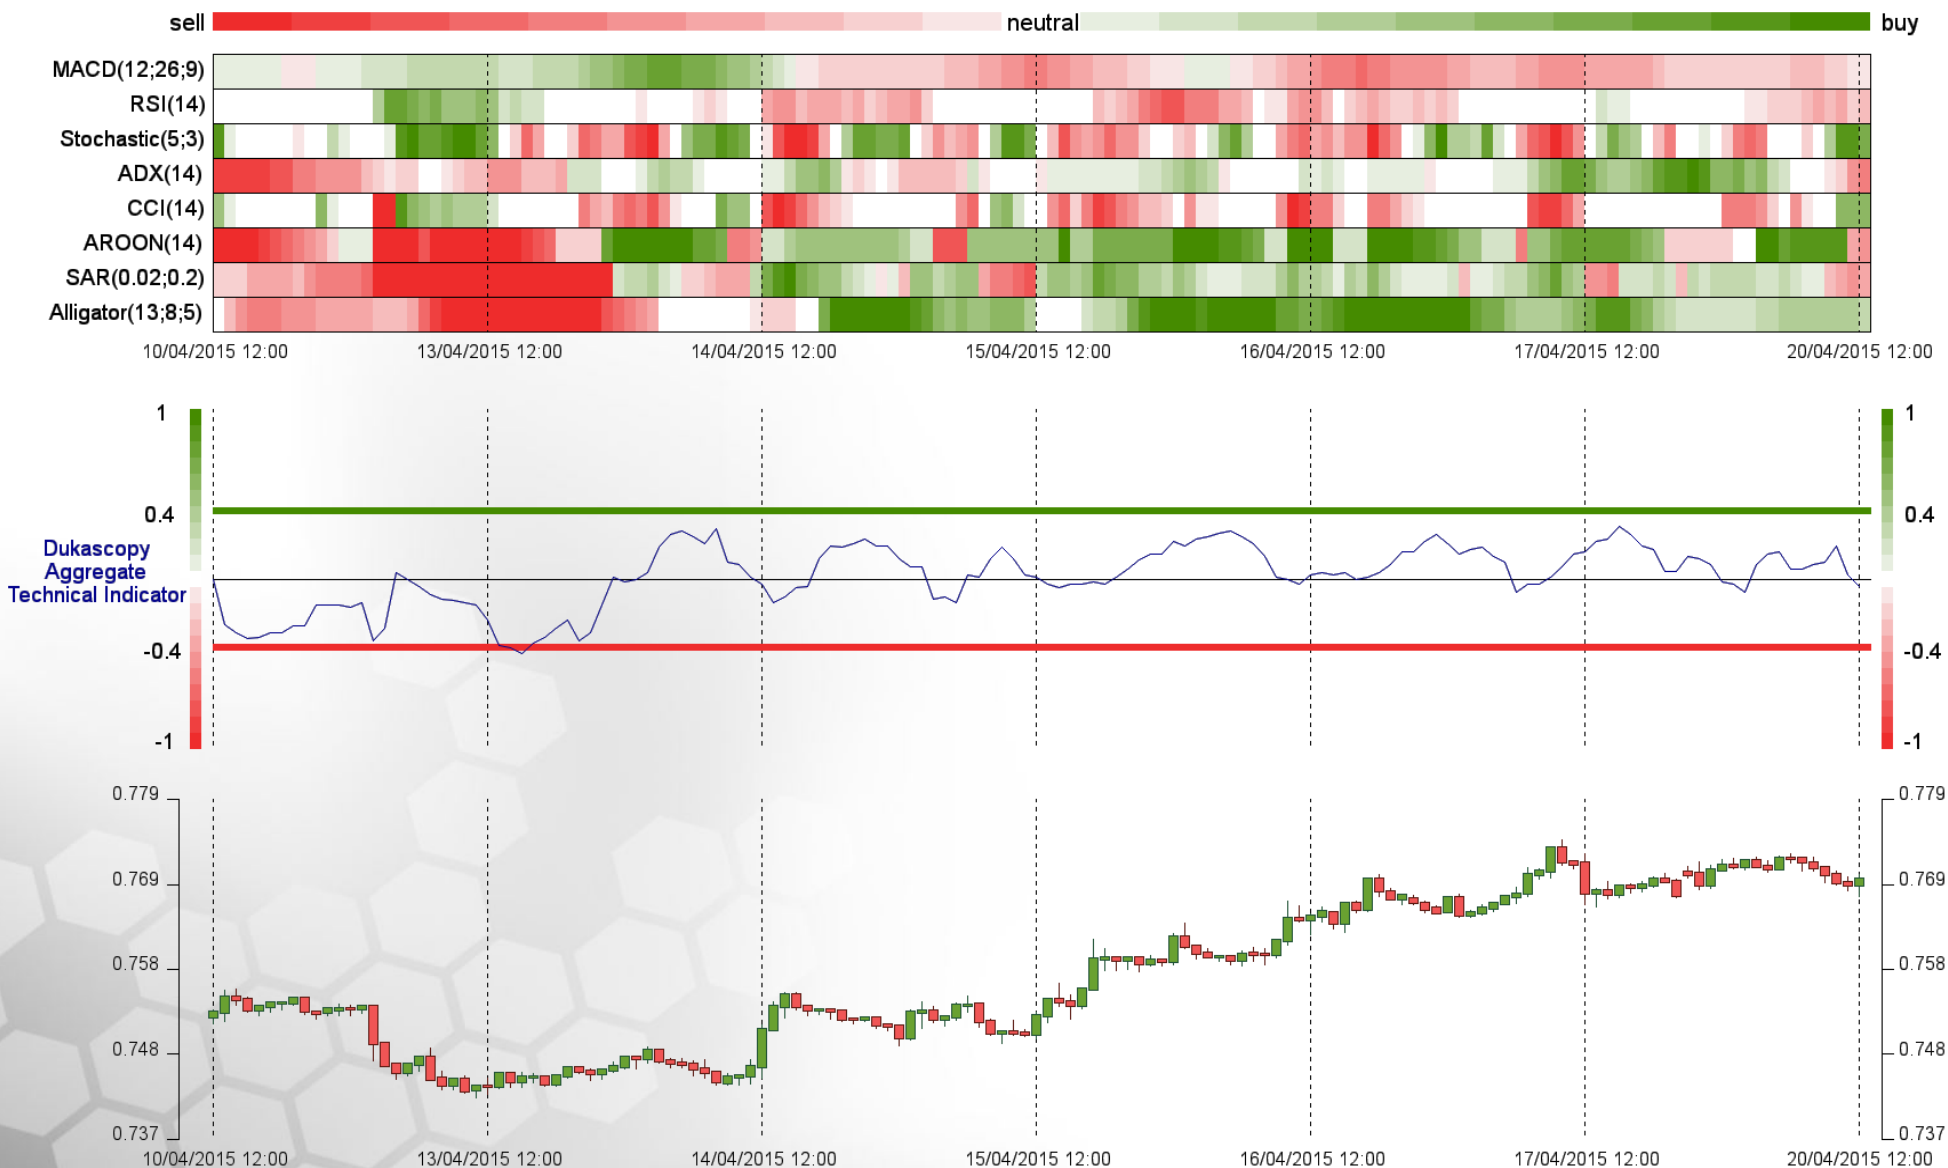 sell neutral buy
MACD(12;26;9)
RSI(14)
Stochastic(5;3)
ADX(14)
CCI(14)
AROON(14)
SAR(0.02;0.2)
Alligator(13;8;5)
10/04/2015 12:00 13/04/2015 12:00 14/04/2015 12:00 15/04/2015 12:00 16/04/2015 12:00 17/04/2015 12:00 20/04/2015 12:00
1 1
0.4 0.4
Dukascopy
Aggregate
Technical Indicator
-0.4 -0.4
-1 -1
0.779 0.779
0.769 0.769
0.758 0.758
0.748 0.748
0.737 0.737
10/04/2015 12:00 13/04/2015 12:00 14/04/2015 12:00 15/04/2015 12:00 16/04/2015 12:00 17/04/2015 12:00 20/04/2015 12:00